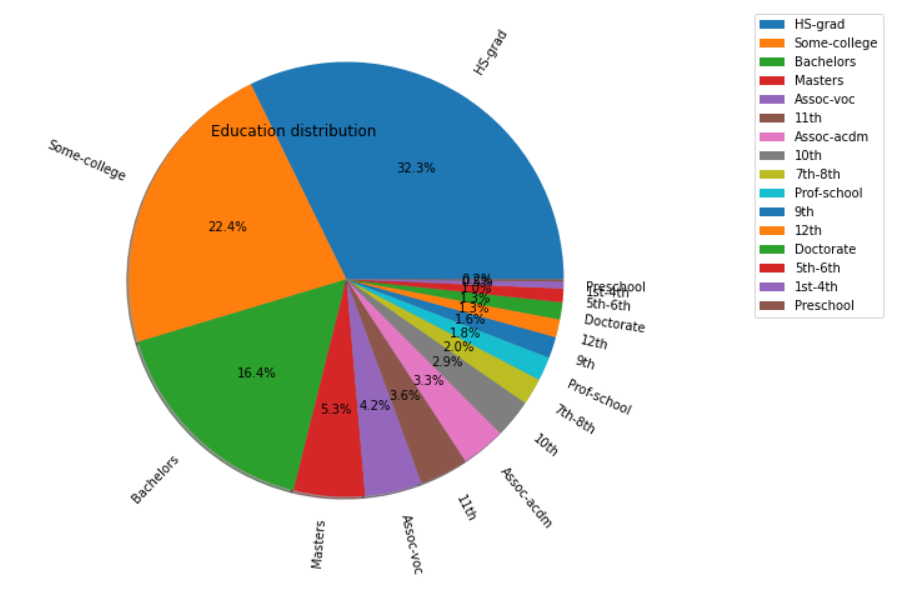 Education distribution
HS-grad
32.3%
Some-college
22.4%
Bachelors
16.4%
Masters
5.3%
Assoc-voc
4.2%
11th
3.6%
Assoc-acdm
3.3%
10th
2.9%
7th-8th
2.0%
Prof-school
1.8%
9th
1.6%
12th
1.3%
Doctorate
1.3%
5th-6th
1.0%
1st-4th
Preschool
0.2%
HS-grad
Some-college
Bachelors
Masters
Assoc-voc
11th
Assoc-acdm
10th
7th-8th
Prof-school
9th
12th
Doctorate
5th-6th
1st-4th
Preschool